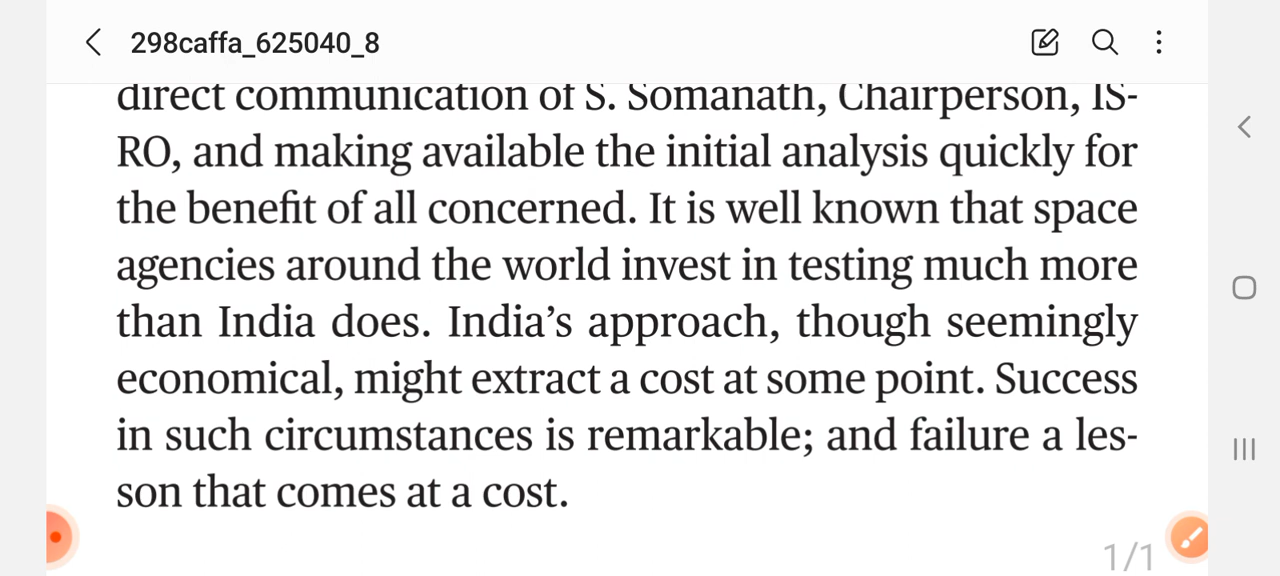 298caffa_625040_8
direct communication of S. Somanath, Chairperson, IS-
RO, and making available the initial analysis quickly for
the benefit of all concerned. It is well known that space
agencies around the world invest in testing much more
than India does. India’s approach, though seemingly
economical, might extract a cost at some point. Success
in such circumstances is remarkable; and failure a les-
son that comes at a cost.
1/1